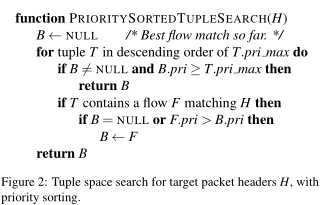 function PRIORITYSORTEDTUPLESEARCH(H)
B ← NULL /* Best flow match so far. */
for tuple T in descending order of T.pri_max do
if B ≠ NULL and B.pri ≥ T.pri_max then
return B
if T contains a flow F matching H then
if B = NULL or F.pri > B.pri then
B ← F
return B
Figure 2: Tuple space search for target packet headers H, with
priority sorting.